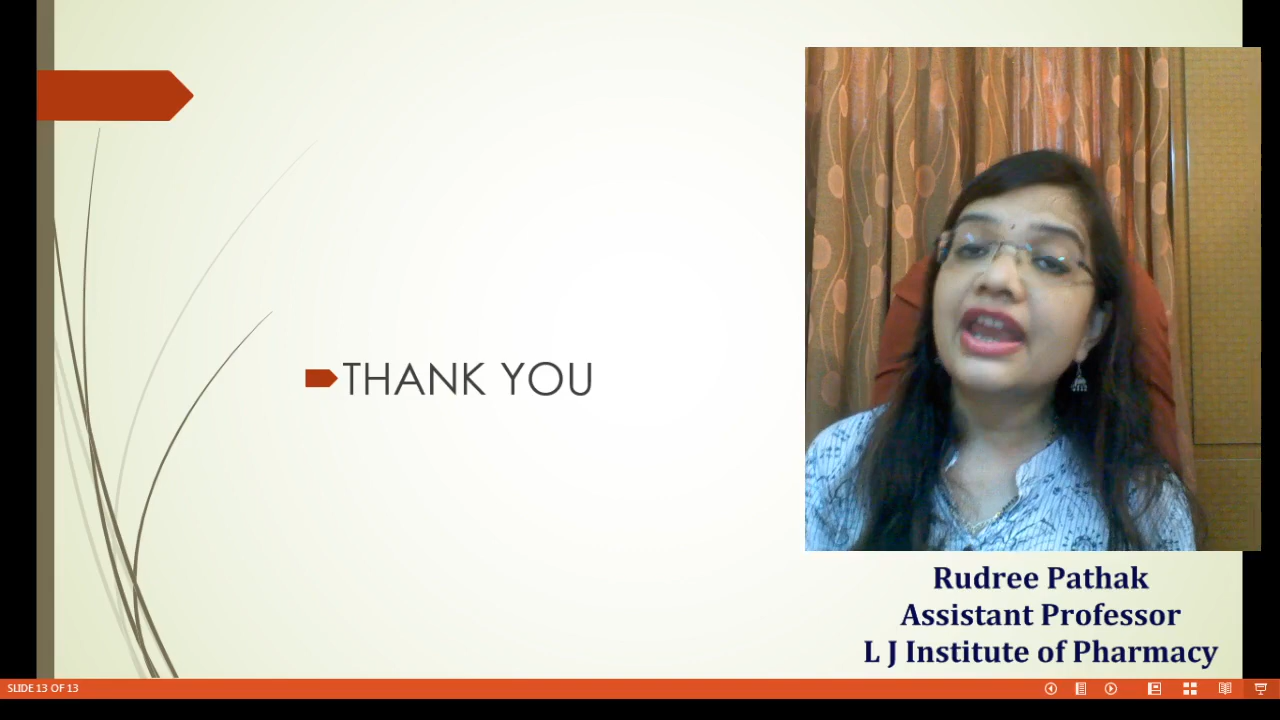 THANK YOU
Rudree Pathak
Assistant Professor
L J Institute of Pharmacy
SLIDE 13 OF 13